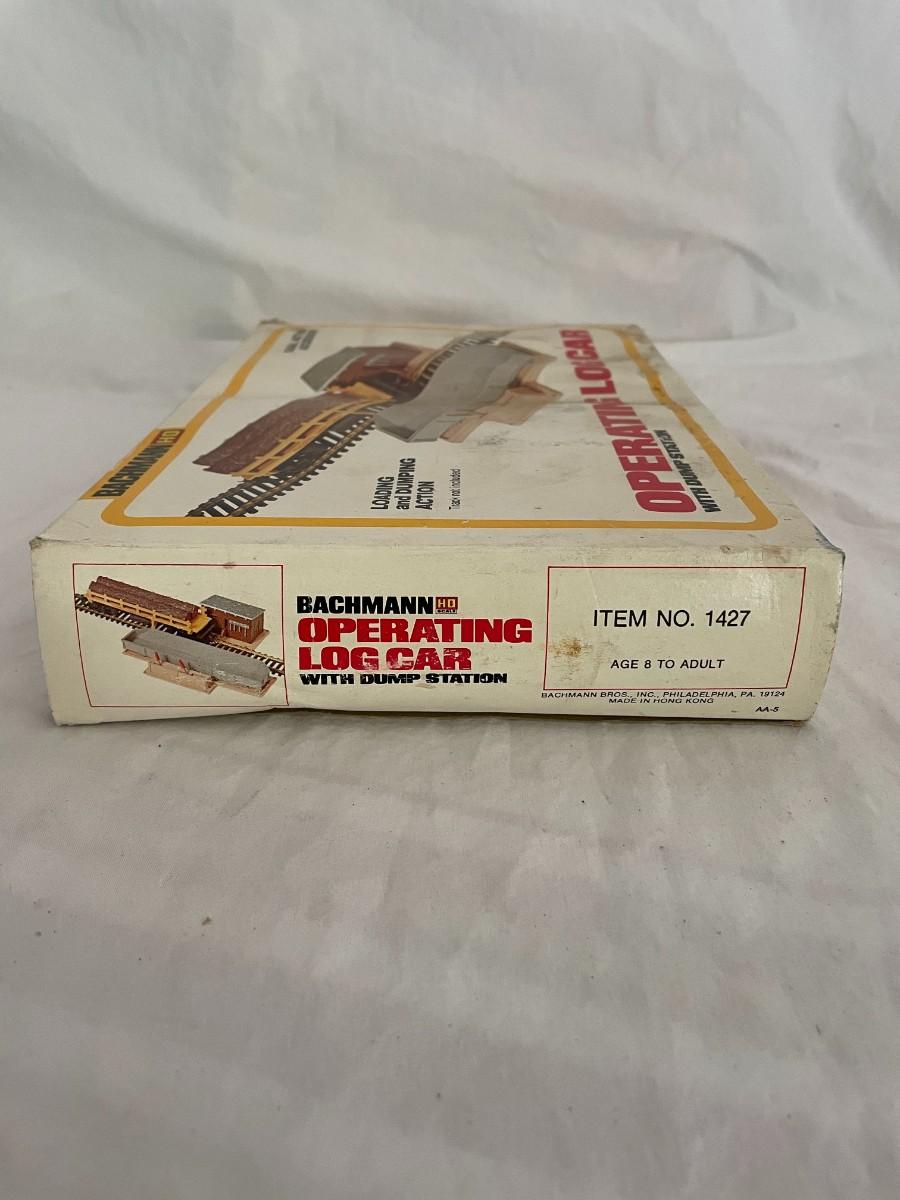 BACHMANN HO
LOADING
and DUMPING
ACTION
Track not included
OPERATING LOG CAR
WITH DUMP STATION
BACHMANN HO
SCALE
OPERATING
LOG CAR
WITH DUMP STATION
ITEM NO. 1427
AGE 8 TO ADULT
BACHMANN BROS., INC., PHILADELPHIA, PA. 19124
MADE IN HONG KONG
AA-5